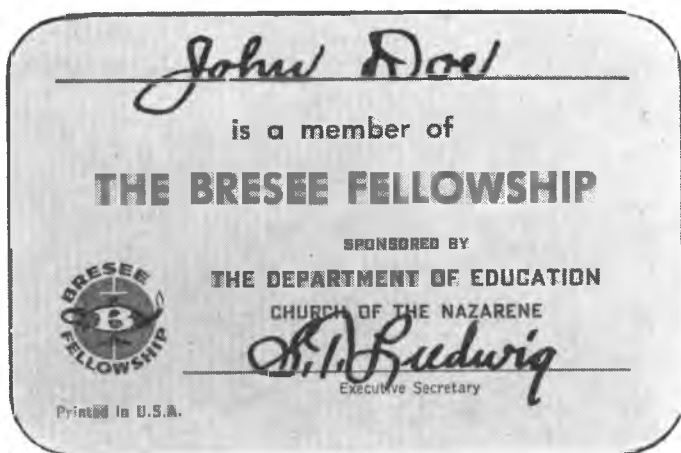 John Doe
is a member of
THE BRESEE FELLOWSHIP
SPONSORED BY
THE DEPARTMENT OF EDUCATION
CHURCH OF THE NAZARENE
BRESEE
B
FELLOWSHIP
S.T. Ludwig
Executive Secretary
Printed in U.S.A.